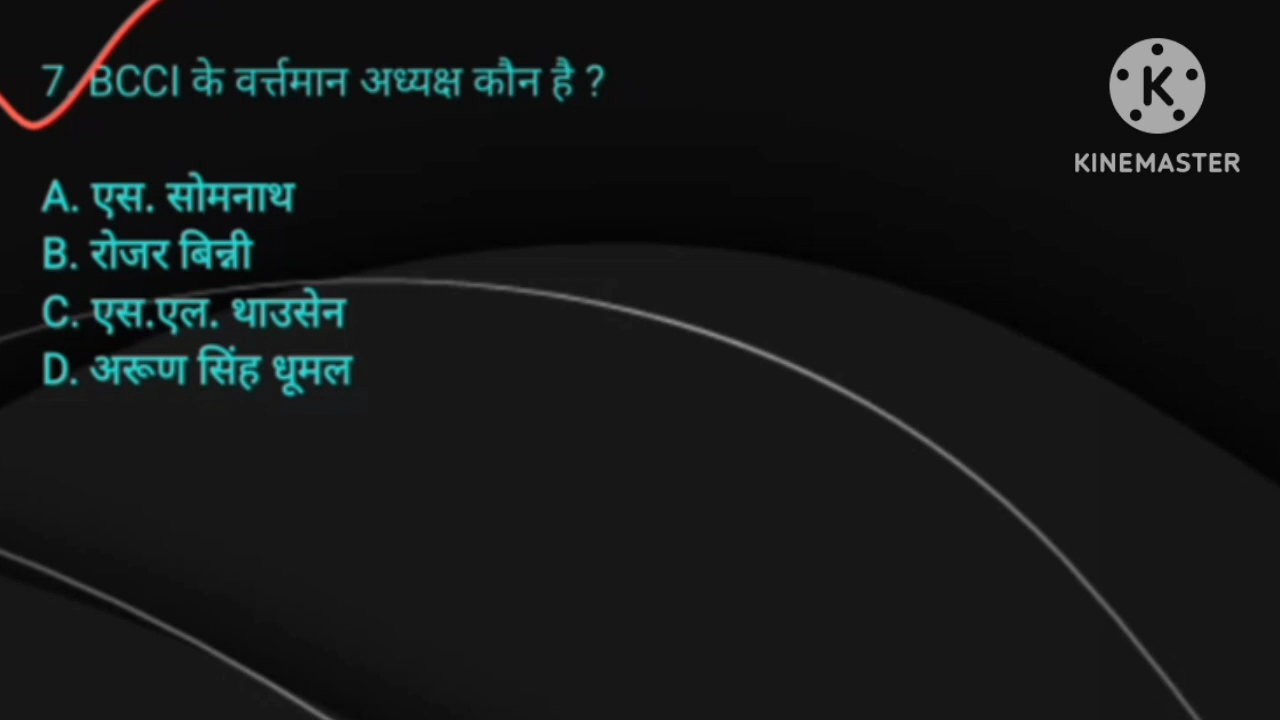 7. BCCI के वर्त्तमान अध्यक्ष कौन है ?
A. एस. सोमनाथ
B. रोजर बिन्नी
C. एस.एल. थाउसेन
D. अरूण सिंह धूमल
KINEMASTER